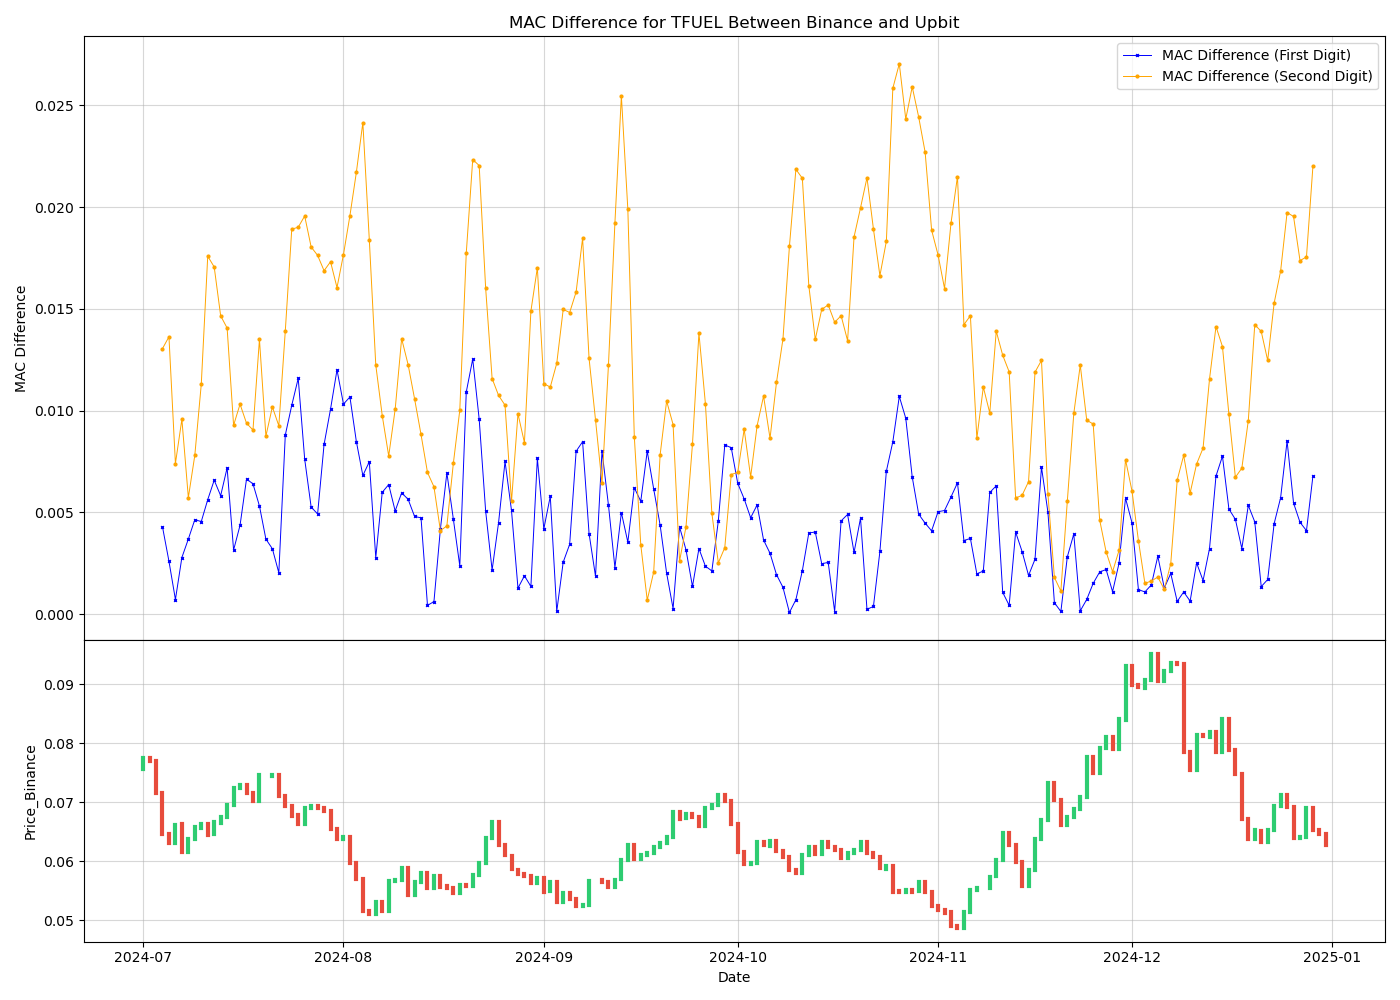 MAC Difference for TFUEL Between Binance and Upbit
MAC Difference (First Digit)
MAC Difference (Second Digit)
MAC Difference
0.025
0.020
0.015
0.010
0.005
0.000
Price_Binance
0.09
0.08
0.07
0.06
0.05
2024-07 2024-08 2024-09 2024-10 2024-11 2024-12 2025-01
Date